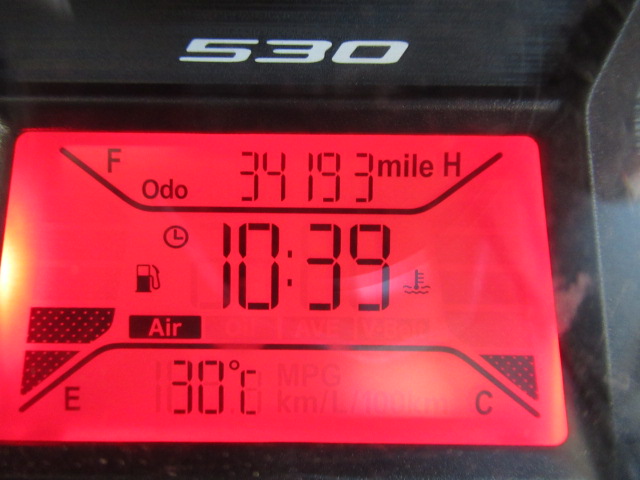 530
F H
Odo 34193 mile
10:39
Air
30°C MPG
km/L/100km
E C